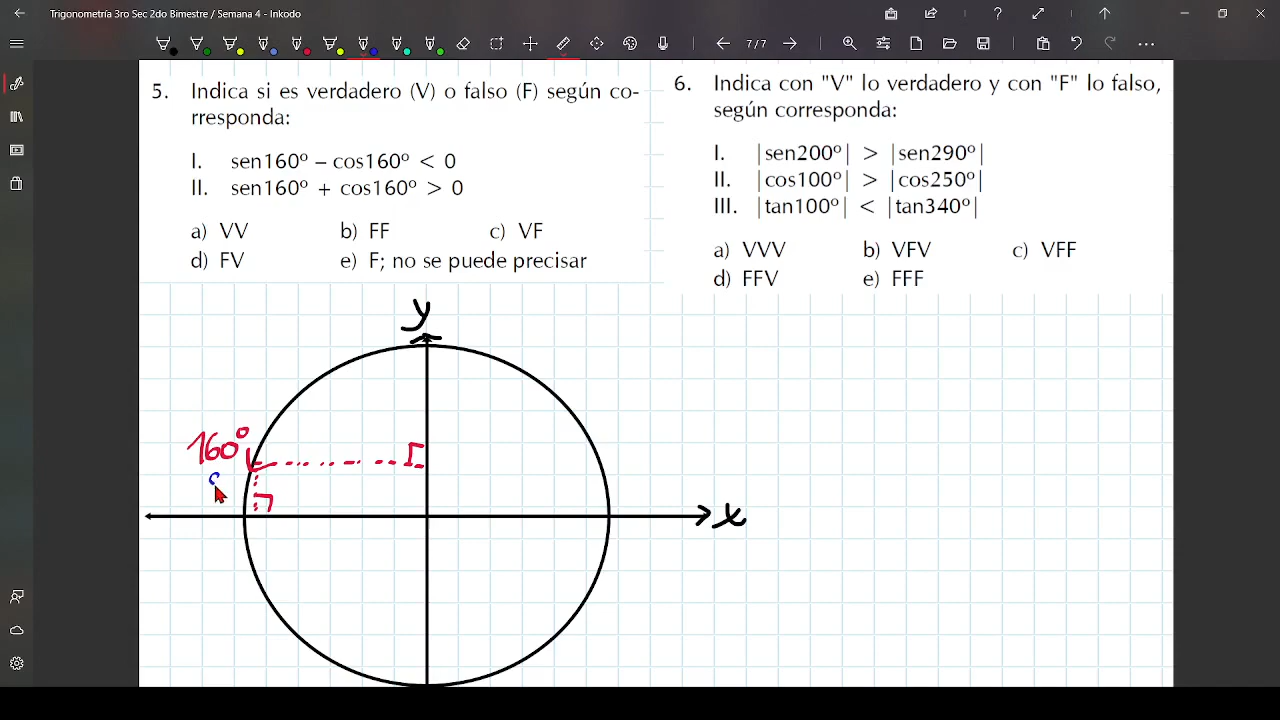 Trigonometría 3ro Sec 2do Bimestre / Semana 4 - Inkodo
7/7
5. Indica si es verdadero (V) o falso (F) según co-
rresponda:
I. sen160º – cos160º < 0
II. sen160º + cos160º > 0
a) VV b) FF c) VF
d) FV e) F; no se puede precisar
6. Indica con "V" lo verdadero y con "F" lo falso,
según corresponda:
I. |sen200º| > |sen290º|
II. |cos100º| > |cos250º|
III. |tan100º| < |tan340º|
a) VVV b) VFV c) VFF
d) FFV e) FFF
y
160°
x